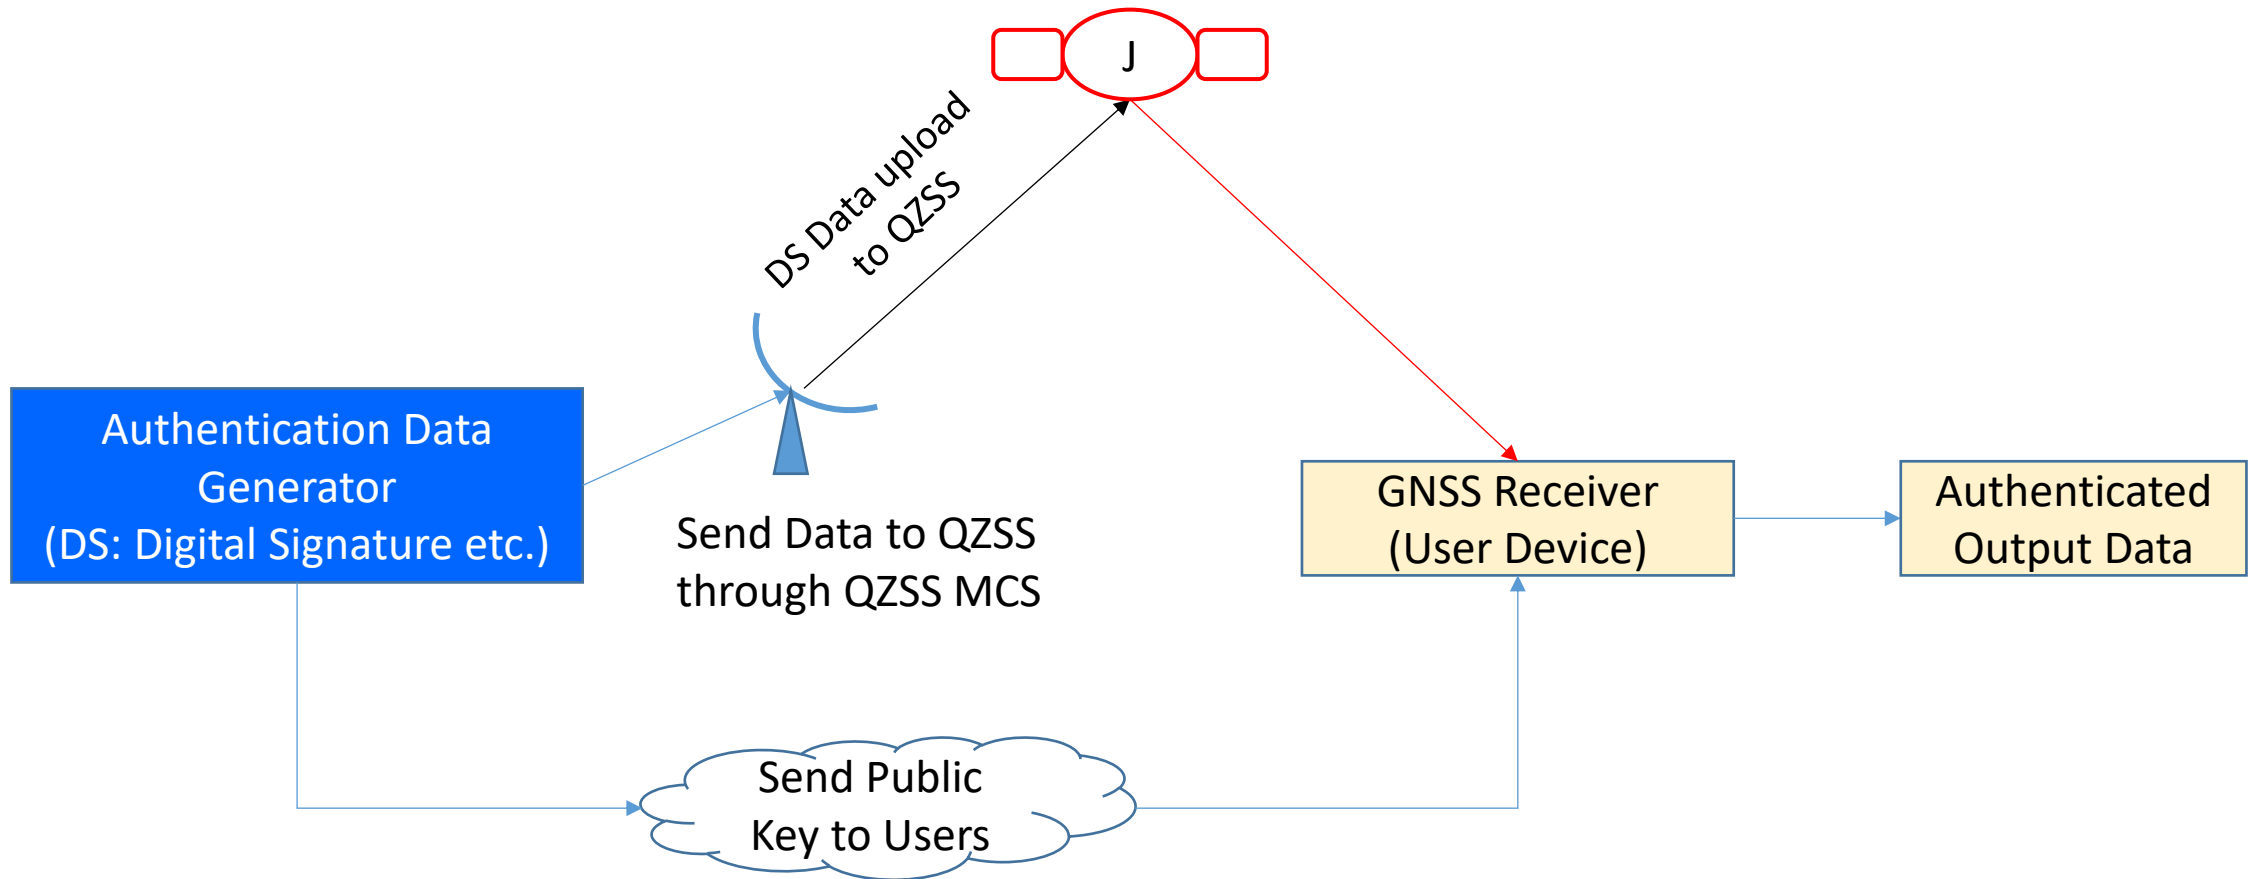 J
DS Data upload
to QZSS
Authentication Data
Generator
(DS: Digital Signature etc.)
Send Data to QZSS
through QZSS MCS
GNSS Receiver
(User Device)
Authenticated
Output Data
Send Public
Key to Users